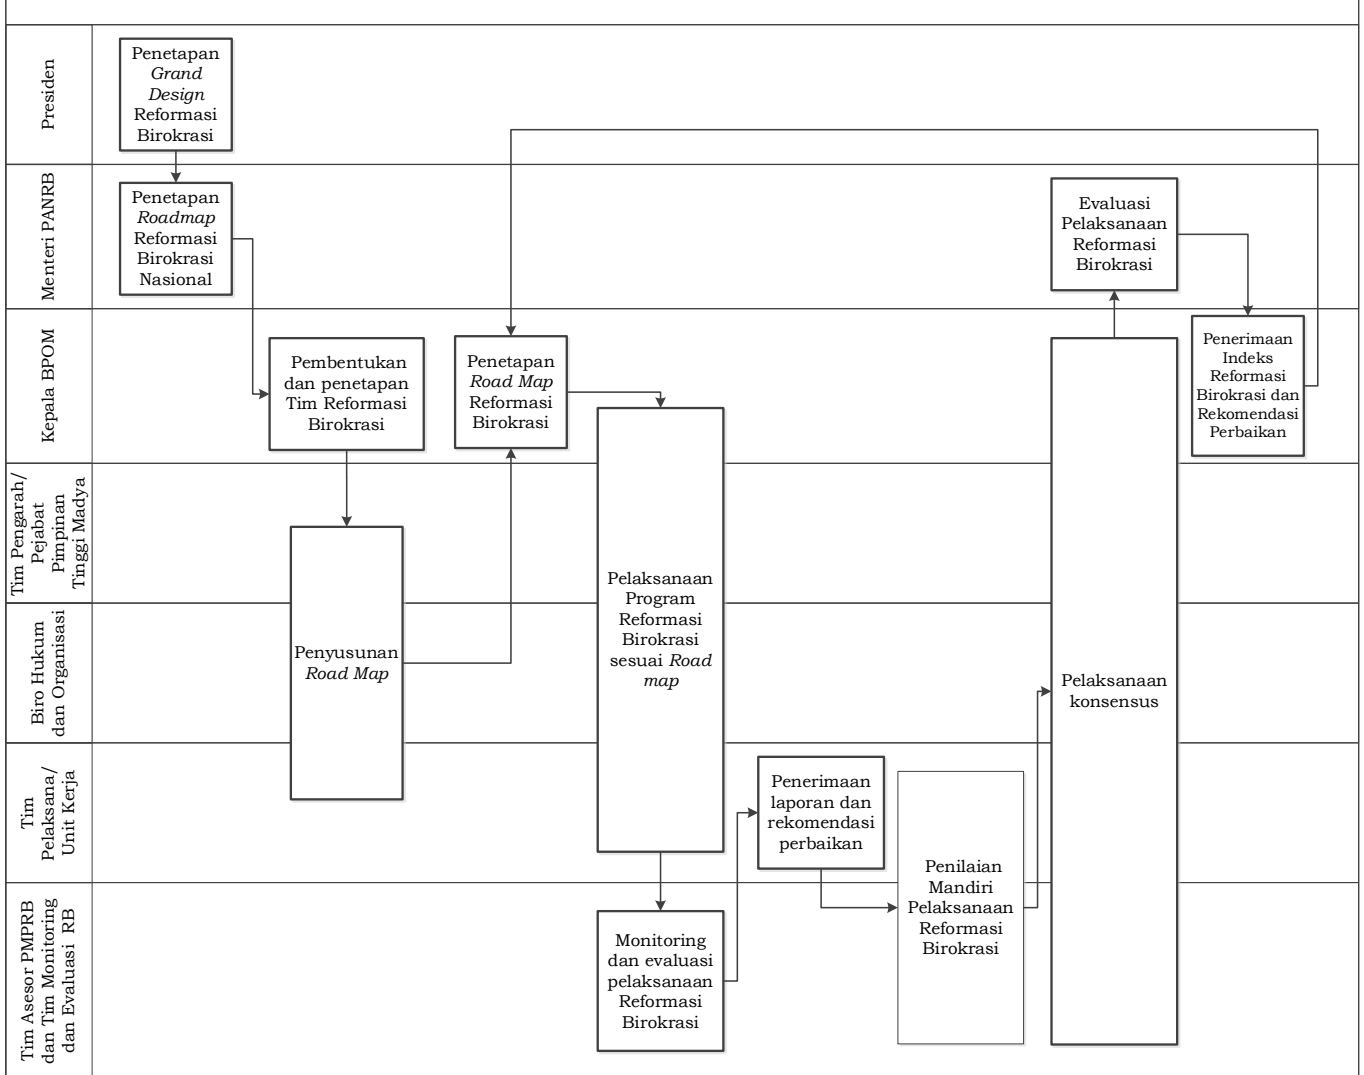 Presiden
Penetapan
Grand
Design
Reformasi
Birokrasi
Menteri PANRB
Penetapan
Roadmap
Reformasi
Birokrasi
Nasional
Evaluasi
Pelaksanaan
Reformasi
Birokrasi
Kepala BPOM
Pembentukan
dan penetapan
Tim Reformasi
Birokrasi
Penetapan
Road Map
Reformasi
Birokrasi
Penerimaan
Indeks
Reformasi
Birokrasi dan
Rekomendasi
Perbaikan
Tim Pengarah/
Pejabat
Pimpinan
Tinggi Madya
Biro Hukum
dan Organisasi
Penyusunan
Road Map
Pelaksanaan
Program
Reformasi
Birokrasi
sesuai Road
map
Pelaksanaan
konsensus
Tim
Pelaksana/
Unit Kerja
Penerimaan
laporan dan
rekomendasi
perbaikan
Penilaian
Mandiri
Pelaksanaan
Reformasi
Birokrasi
Tim Asesor PMPRB
dan Tim Monitoring
dan Evaluasi RB
Monitoring
dan evaluasi
pelaksanaan
Reformasi
Birokrasi